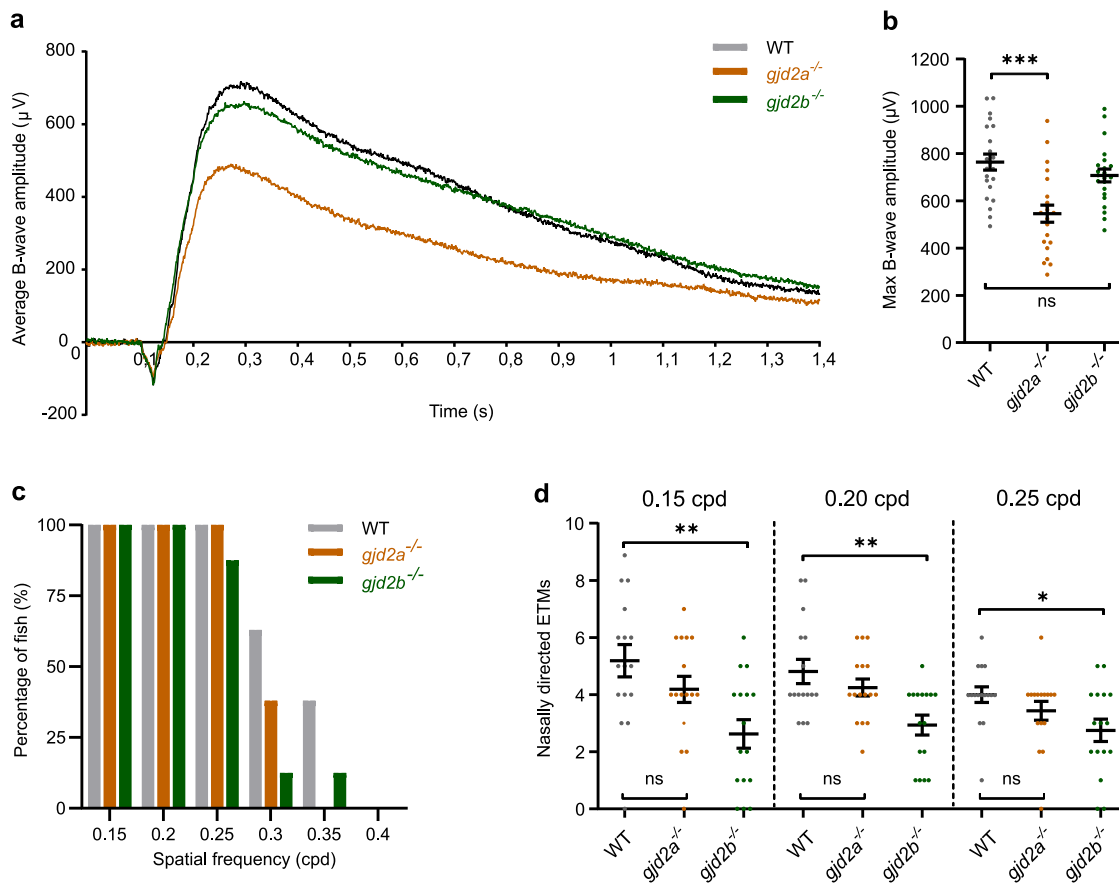 a
800
600
400
200
0
-200
Average B-wave amplitude (µ V)
0
0,1
0,2
0,3
0,4
0,5
0,6
0,7
0,8
0,9
1
1,1
1,2
1,3
1,4
Time (s)
WT
gjd2a-/-
gjd2b-/-
b
1200
1000
800
600
400
200
0
Max B-wave amplitude (µV)
***
ns
WT
gjd2a-/-
gjd2b-/-
c
100
75
50
25
0
Percentage of fish (%)
WT
gjd2a-/-
gjd2b-/-
0.15
0.2
0.25
0.3
0.35
0.4
Spatial frequency (cpd)
d
0.15 cpd
0.20 cpd
0.25 cpd
10
8
6
4
2
0
Nasally directed ETMs
**
**
*
ns
ns
ns
WT
gjd2a-/-
gjd2b-/-
WT
gjd2a-/-
gjd2b-/-
WT
gjd2a-/-
gjd2b-/-